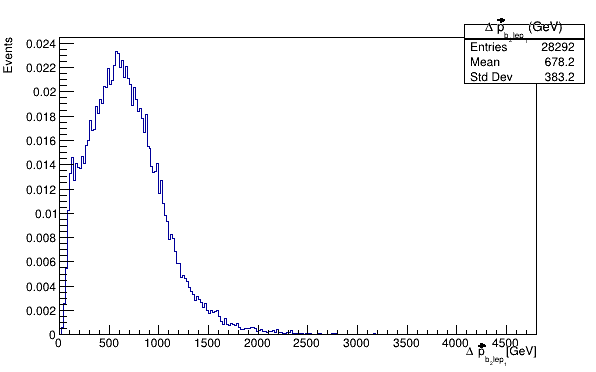 Δ p⃗_b₂lep₁ (GeV)
Entries 28292
Mean 678.2
Std Dev 383.2
Events
0.024
0.022
0.02
0.018
0.016
0.014
0.012
0.01
0.008
0.006
0.004
0.002
0
0 500 1000 1500 2000 2500 3000 3500 4000 4500
Δ p⃗_b₂lep₁ [GeV]